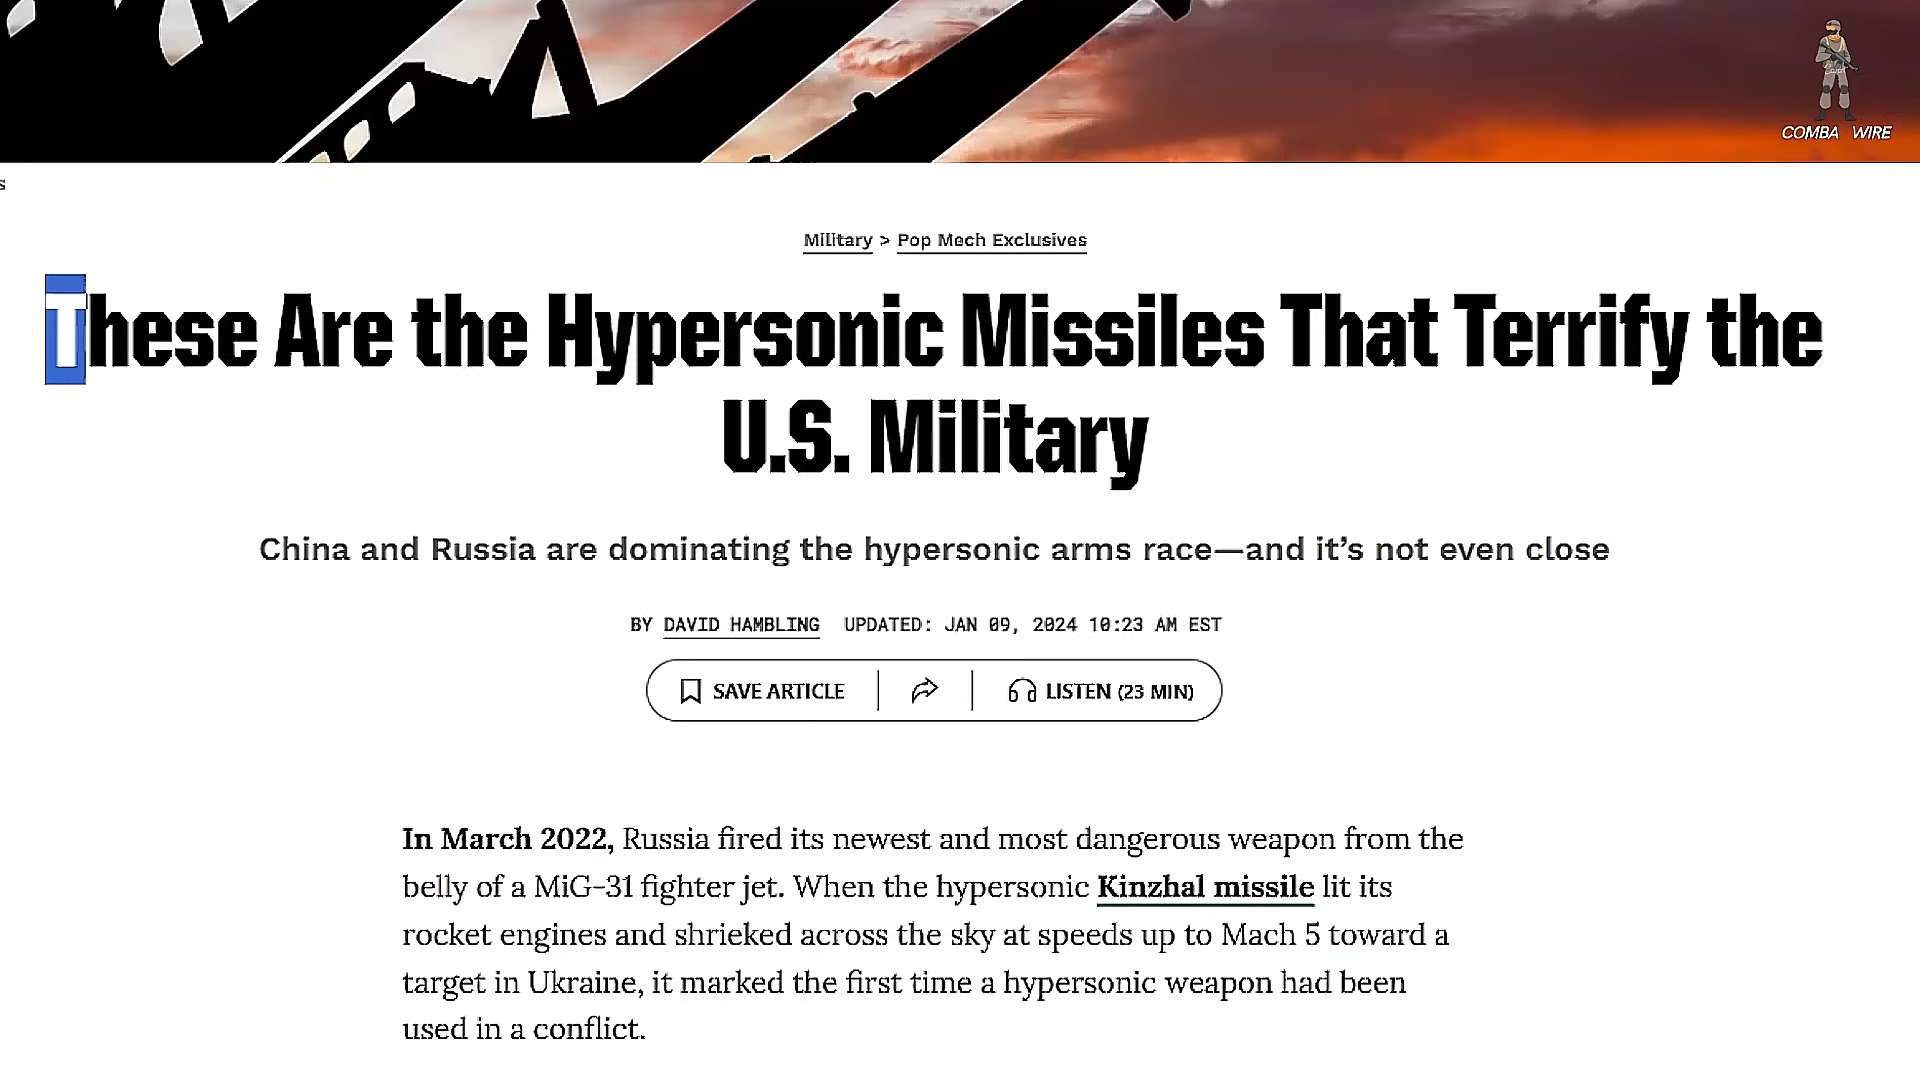 COMBA WIRE
s
Military > Pop Mech Exclusives
These Are the Hypersonic Missiles That Terrify the
U.S. Military
China and Russia are dominating the hypersonic arms race—and it's not even close
BY DAVID HAMBLING UPDATED: JAN 09, 2024 10:23 AM EST
SAVE ARTICLE LISTEN (23 MIN)
In March 2022, Russia fired its newest and most dangerous weapon from the
belly of a MiG-31 fighter jet. When the hypersonic Kinzhal missile lit its
rocket engines and shrieked across the sky at speeds up to Mach 5 toward a
target in Ukraine, it marked the first time a hypersonic weapon had been
used in a conflict.